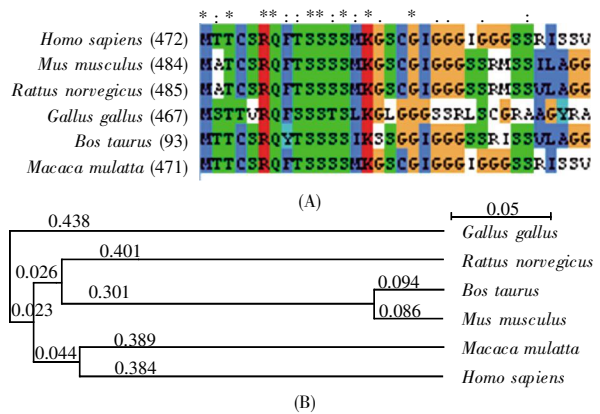 * : * ** : : ** : * . * . . . :
Homo sapiens (472) MTTCSRQFTSSSSMKGSCGIGGGIGGGSSRISSV
Mus musculus (484) MATCSRQFTSSSSMKGSCGIGGGSSRMSSILAGG
Rattus norvegicus (485) MATCSRQFTSSSSMKGSCGIGGGSSRMSSVLAGG
Gallus gallus (467) MSTTVRQFSSSTSLKGLGGGSSRLSCGRAAGYRA
Bos taurus (93) MTTCSRQYTSSSSIKSSGGIGGGSSRISSVLAGG
Macaca mulatta (471) MTTCSRQFTSSSSMKGSCGIGGGIGGGSSRISSV
(A)
0.05
0.438 Gallus gallus
0.401 Rattus norvegicus
0.026
0.094 Bos taurus
0.301
0.086 Mus musculus
0.023
0.389 Macaca mulatta
0.044
0.384 Homo sapiens
(B)